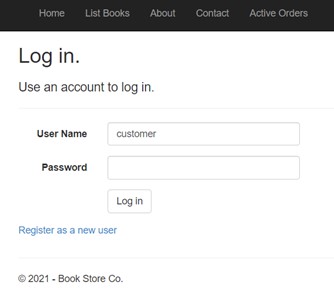 Home List Books About Contact Active Orders
Log in.
Use an account to log in.
User Name customer
Password
Log in
Register as a new user
© 2021 - Book Store Co.